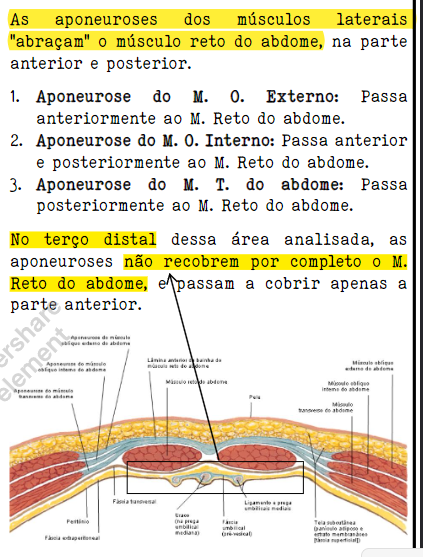 As aponeuroses dos músculos laterais
"abraçam" o músculo reto do abdome, na parte
anterior e posterior.
1. Aponeurose do M. O. Externo: Passa
anteriormente ao M. Reto do abdome.
2. Aponeurose do M. O. Interno: Passa anterior
e posteriormente ao M. Reto do abdome.
3. Aponeurose do M. T. do abdome: Passa
posteriormente ao M. Reto do abdome.
No terço distal dessa área analisada, as
aponeuroses não recobrem por completo o M.
Reto do abdome, e passam a cobrir apenas a
parte anterior.
ershare
element
Aponeurose do músculo
oblíquo externo do abdome
Aponeurose do músculo
oblíquo interno do abdome
Aponeurose do músculo
transverso do abdome
Lâmina anterior da bainha do
músculo reto do abdome
Músculo reto do abdome
Pele
Músculo oblíquo
externo do abdome
Músculo oblíquo
interno do abdome
Músculo
transverso do abdome
Fáscia transversal
Peritônio
Fáscia extraperitoneal
Úraco
(na prega
umbilical
mediana)
Fáscia
umbilical
(pré-vesical)
Ligamento e prega
umbilicais mediais
Tela subcutânea
(panículo adiposo e
estrato membranáceo
[fáscia superficial])